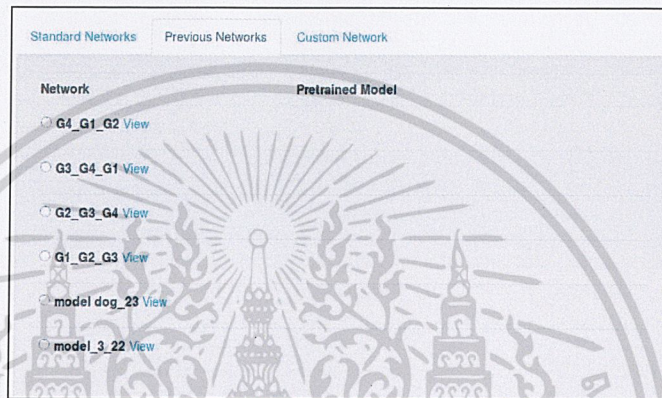 Standard Networks Previous Networks Custom Network
Network Pretrained Model
G4_G1_G2 View
G3_G4_G1 View
G2_G3_G4 View
G1_G2_G3 View
model dog_23 View
model_3_22 View